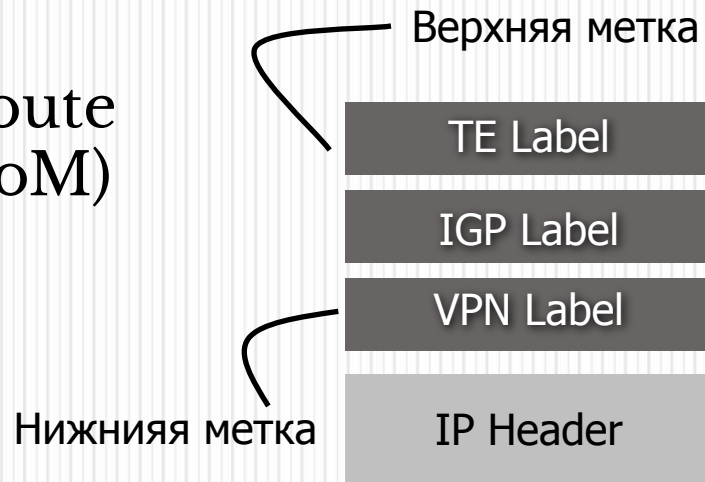 Верхняя метка
oute
oM)
TE Label
IGP Label
VPN Label
Нижнияя метка
IP Header